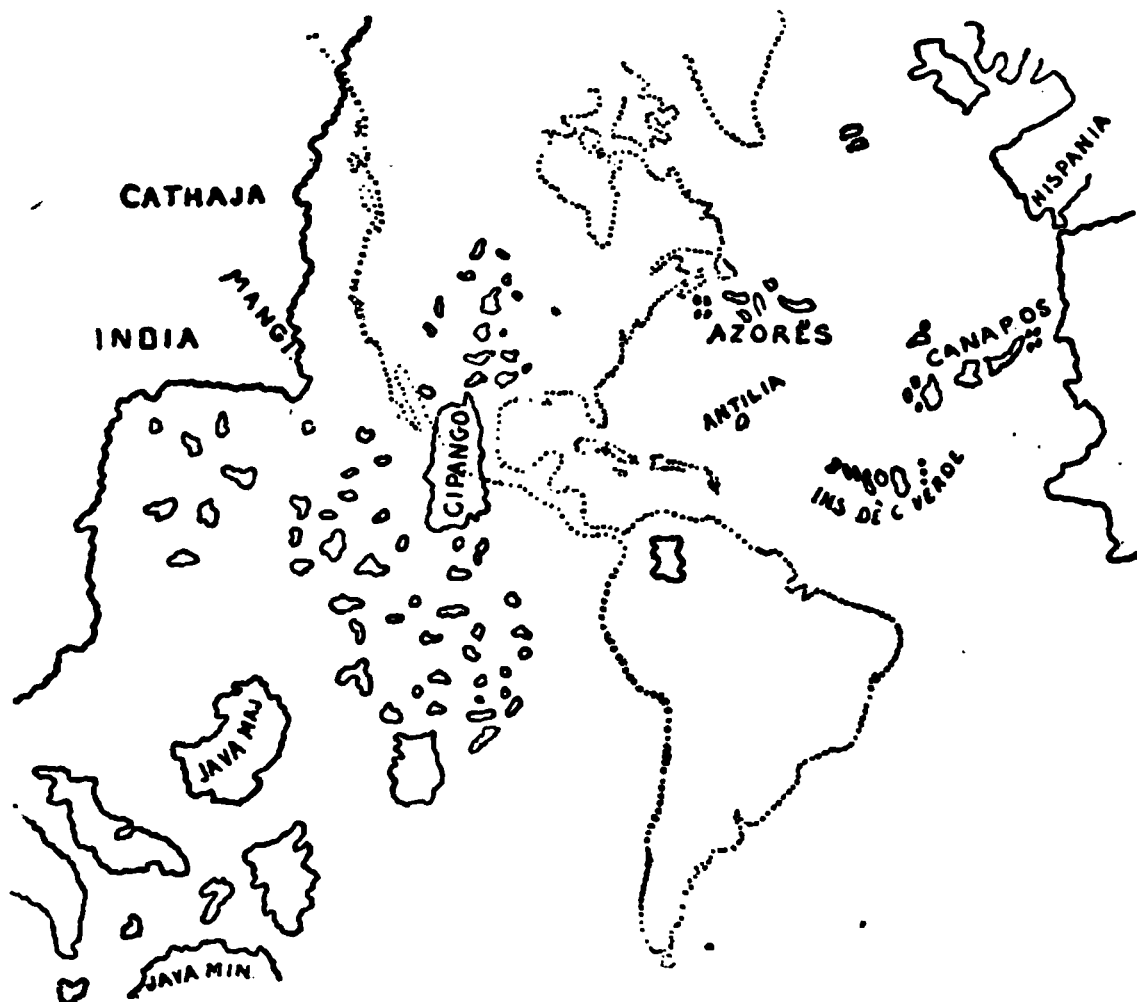 CATHAJA
MANGI
INDIA
CIPANGO
HISPANIA
AZORES
CANAPOS
ANTILIA
INS DE C VERDE
JAVA MAJ
JAVA MIN.